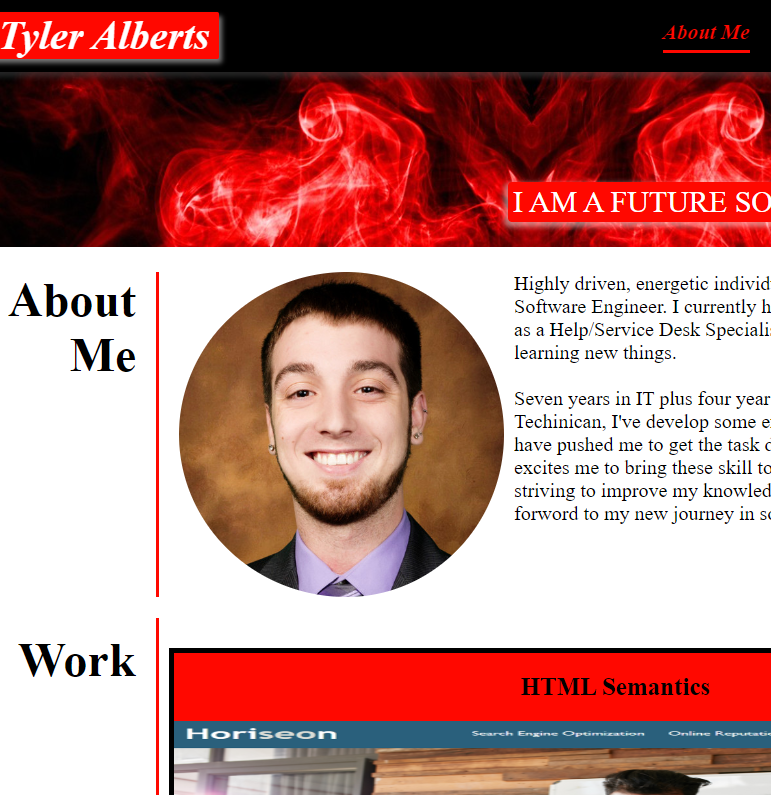 Tyler Alberts
About Me
I AM A FUTURE SO
About
Me
Highly driven, energetic individ
Software Engineer. I currently h
as a Help/Service Desk Speciali
learning new things.
Seven years in IT plus four year
Techinican, I've develop some e
have pushed me to get the task
excites me to bring these skill to
striving to improve my knowled
forword to my new journey in so
Work
HTML Semantics
Horiseon
Search Engine Optimization
Online Reputatio